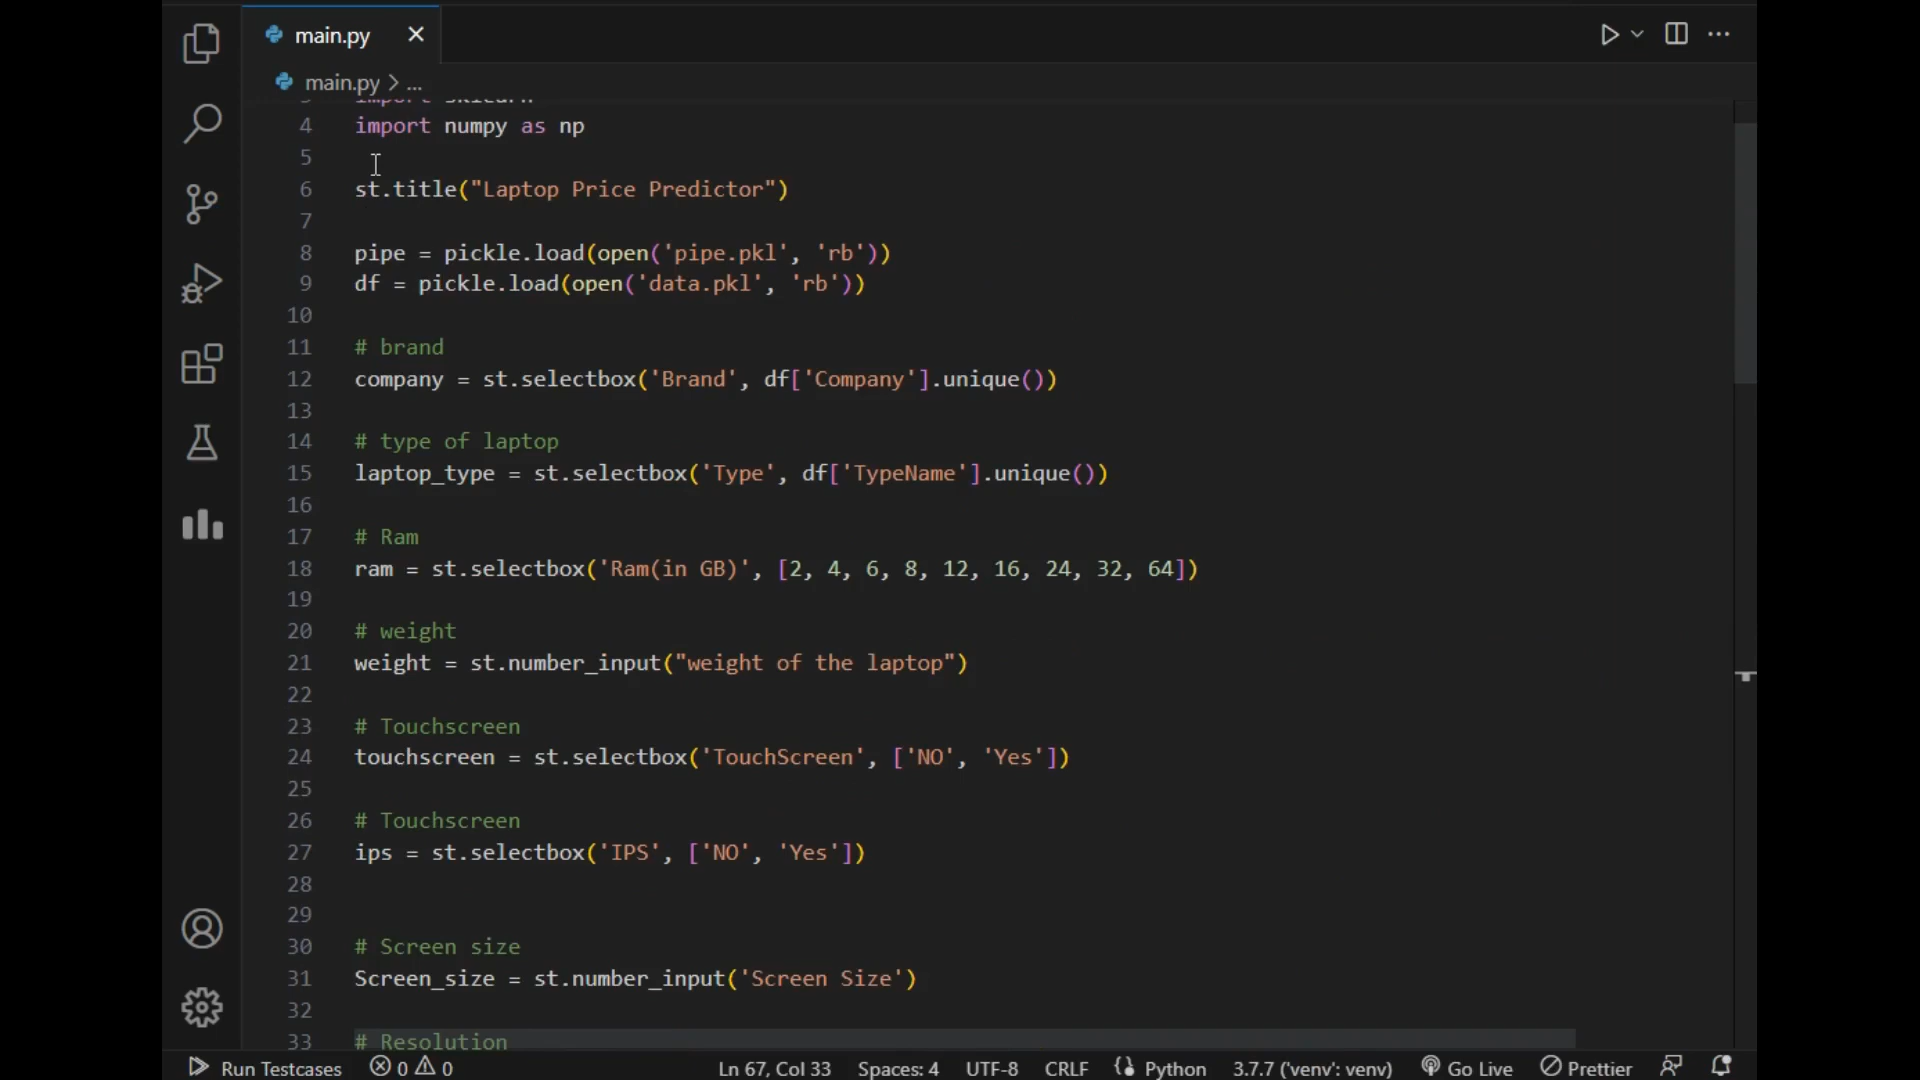 main.py
main.py > ...
3 import sklearn
4 import numpy as np
5
6 st.title("Laptop Price Predictor")
7
8 pipe = pickle.load(open('pipe.pkl', 'rb'))
9 df = pickle.load(open('data.pkl', 'rb'))
10
11 # brand
12 company = st.selectbox('Brand', df['Company'].unique())
13
14 # type of laptop
15 laptop_type = st.selectbox('Type', df['TypeName'].unique())
16
17 # Ram
18 ram = st.selectbox('Ram(in GB)', [2, 4, 6, 8, 12, 16, 24, 32, 64])
19
20 # weight
21 weight = st.number_input("weight of the laptop")
22
23 # Touchscreen
24 touchscreen = st.selectbox('TouchScreen', ['NO', 'Yes'])
25
26 # Touchscreen
27 ips = st.selectbox('IPS', ['NO', 'Yes'])
28
29
30 # Screen size
31 Screen_size = st.number_input('Screen Size')
32
33 # Resolution
Run Testcases 0 0 Ln 67, Col 33 Spaces: 4 UTF-8 CRLF Python 3.7.7 ('venv': venv) Go Live Prettier